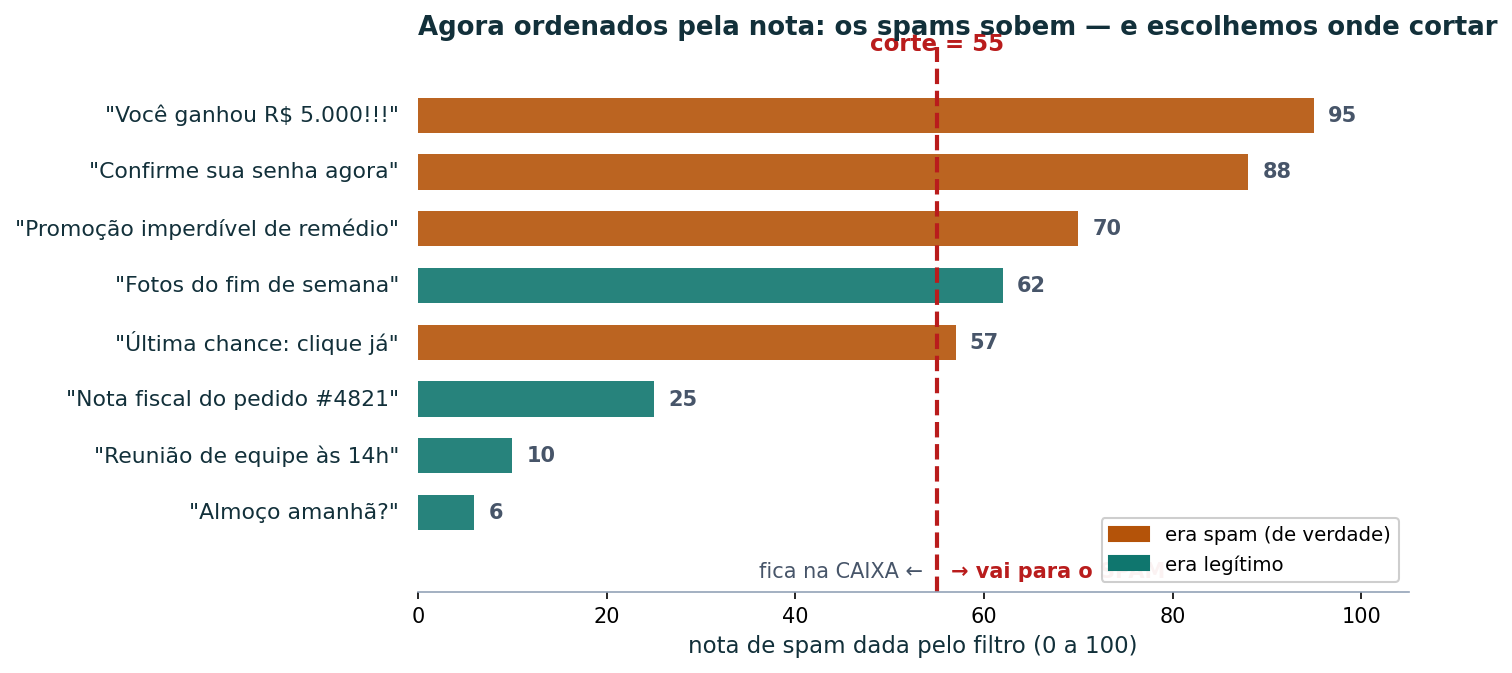 Agora ordenados pela nota: os spams sobem — e escolhemos onde cortar
corte = 55
"Você ganhou R$ 5.000!!!"
95
"Confirme sua senha agora"
88
"Promoção imperdível de remédio"
70
"Fotos do fim de semana"
62
"Última chance: clique já"
57
"Nota fiscal do pedido #4821"
25
"Reunião de equipe às 14h"
10
"Almoço amanhã?"
6
era spam (de verdade)
era legítimo
fica na CAIXA ←
→ vai para o SPAM
0 20 40 60 80 100
nota de spam dada pelo filtro (0 a 100)